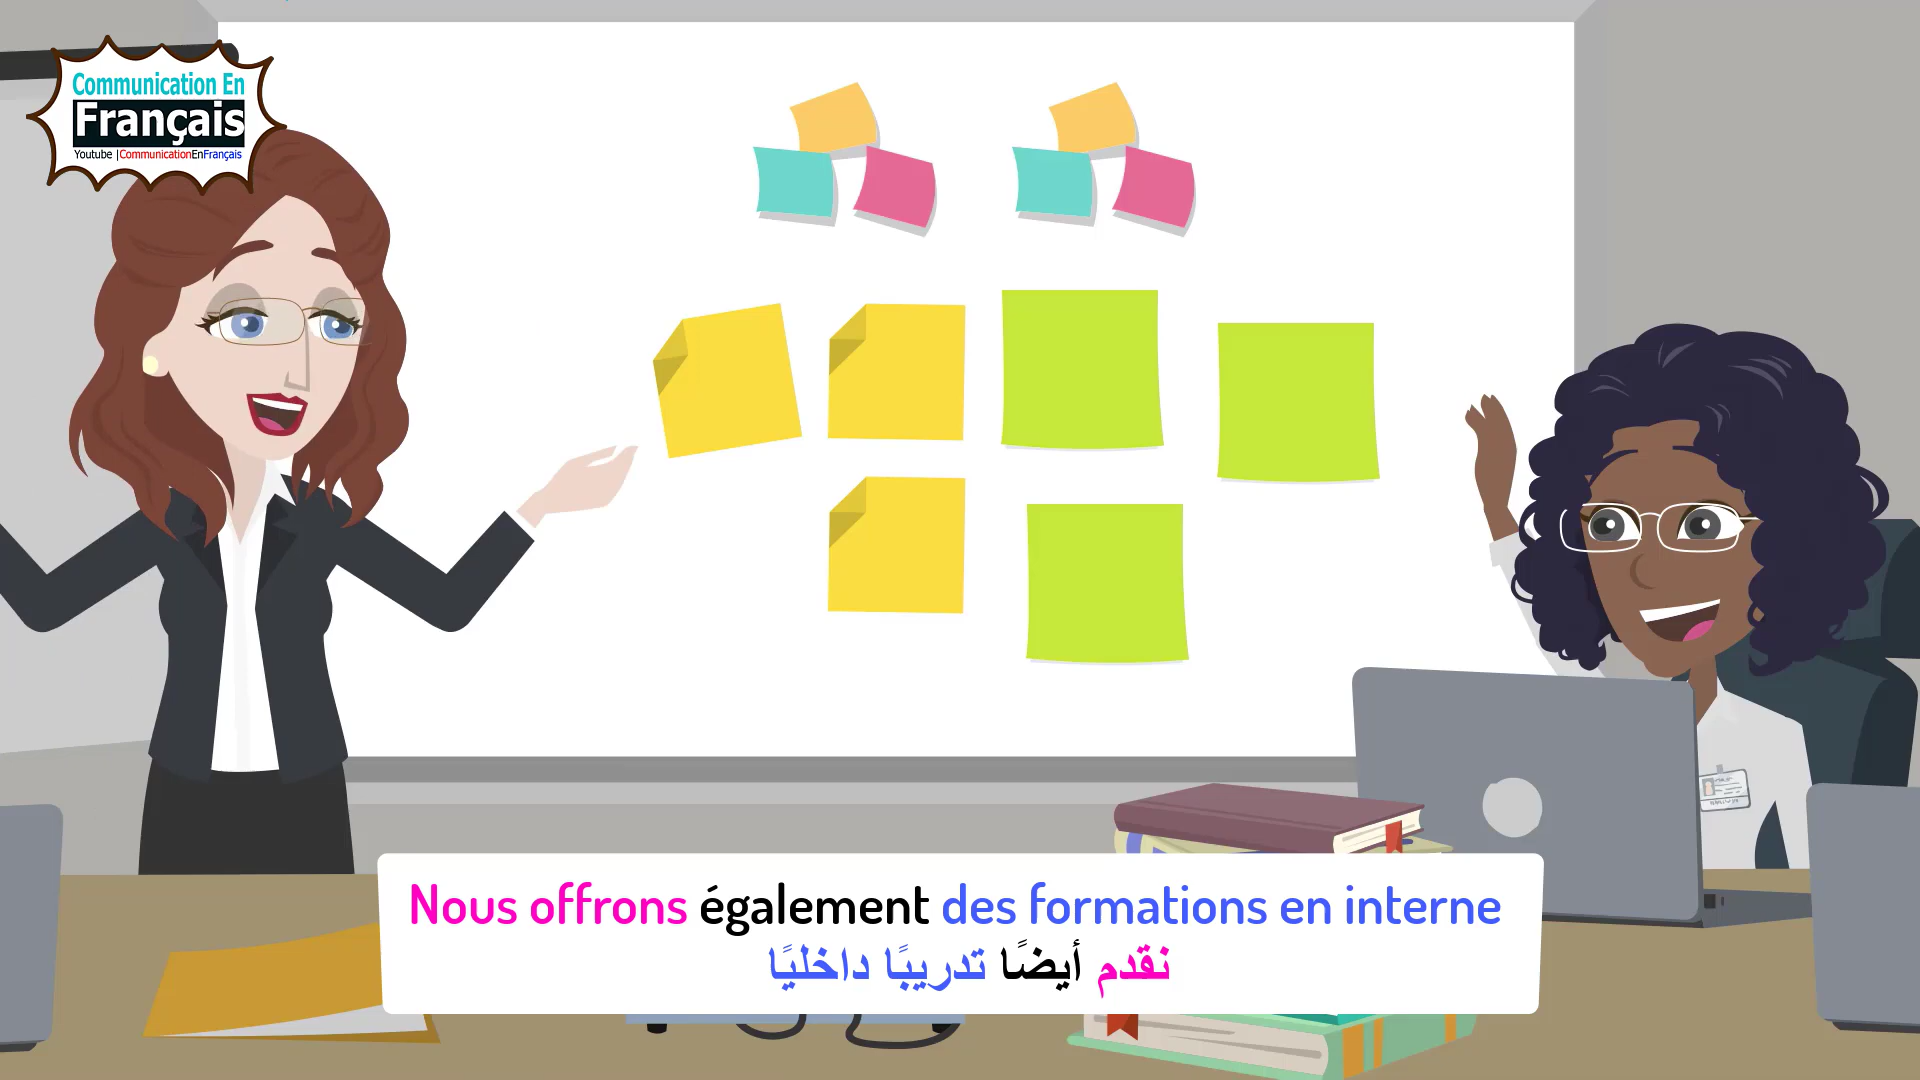 Communication En
Français
Youtube |CommunicationEnFrançais
Nous offrons également des formations en interne
نقدم أيضًا تدريبًا داخليًا